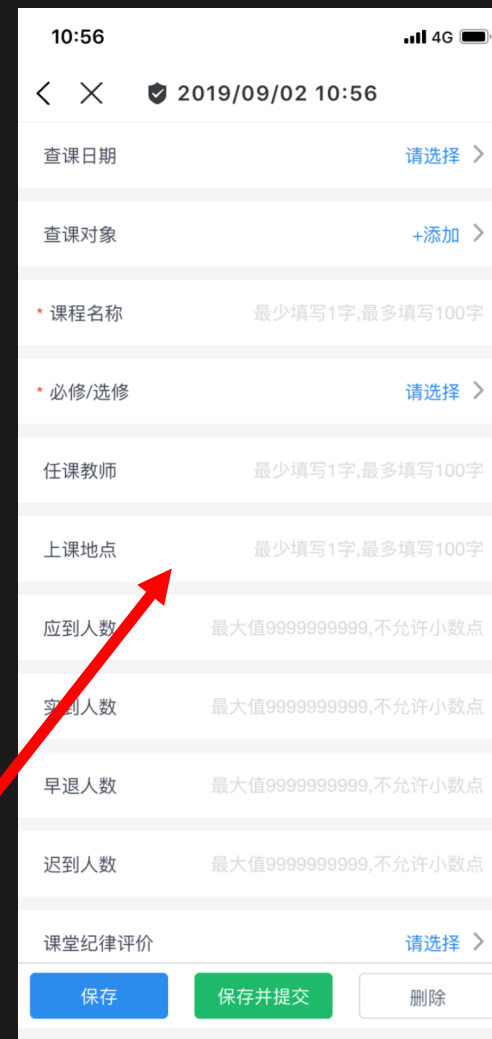 10:56 4G
2019/09/02 10:56
查课日期 请选择
查课对象 +添加
* 课程名称 最少填写1字,最多填写100字
* 必修/选修 请选择
任课教师 最少填写1字,最多填写100字
上课地点 最少填写1字,最多填写100字
应到人数 最大值9999999999,不允许小数点
实到人数 最大值9999999999,不允许小数点
早退人数 最大值9999999999,不允许小数点
迟到人数 最大值9999999999,不允许小数点
课堂纪律评价 请选择
保存 保存并提交 删除